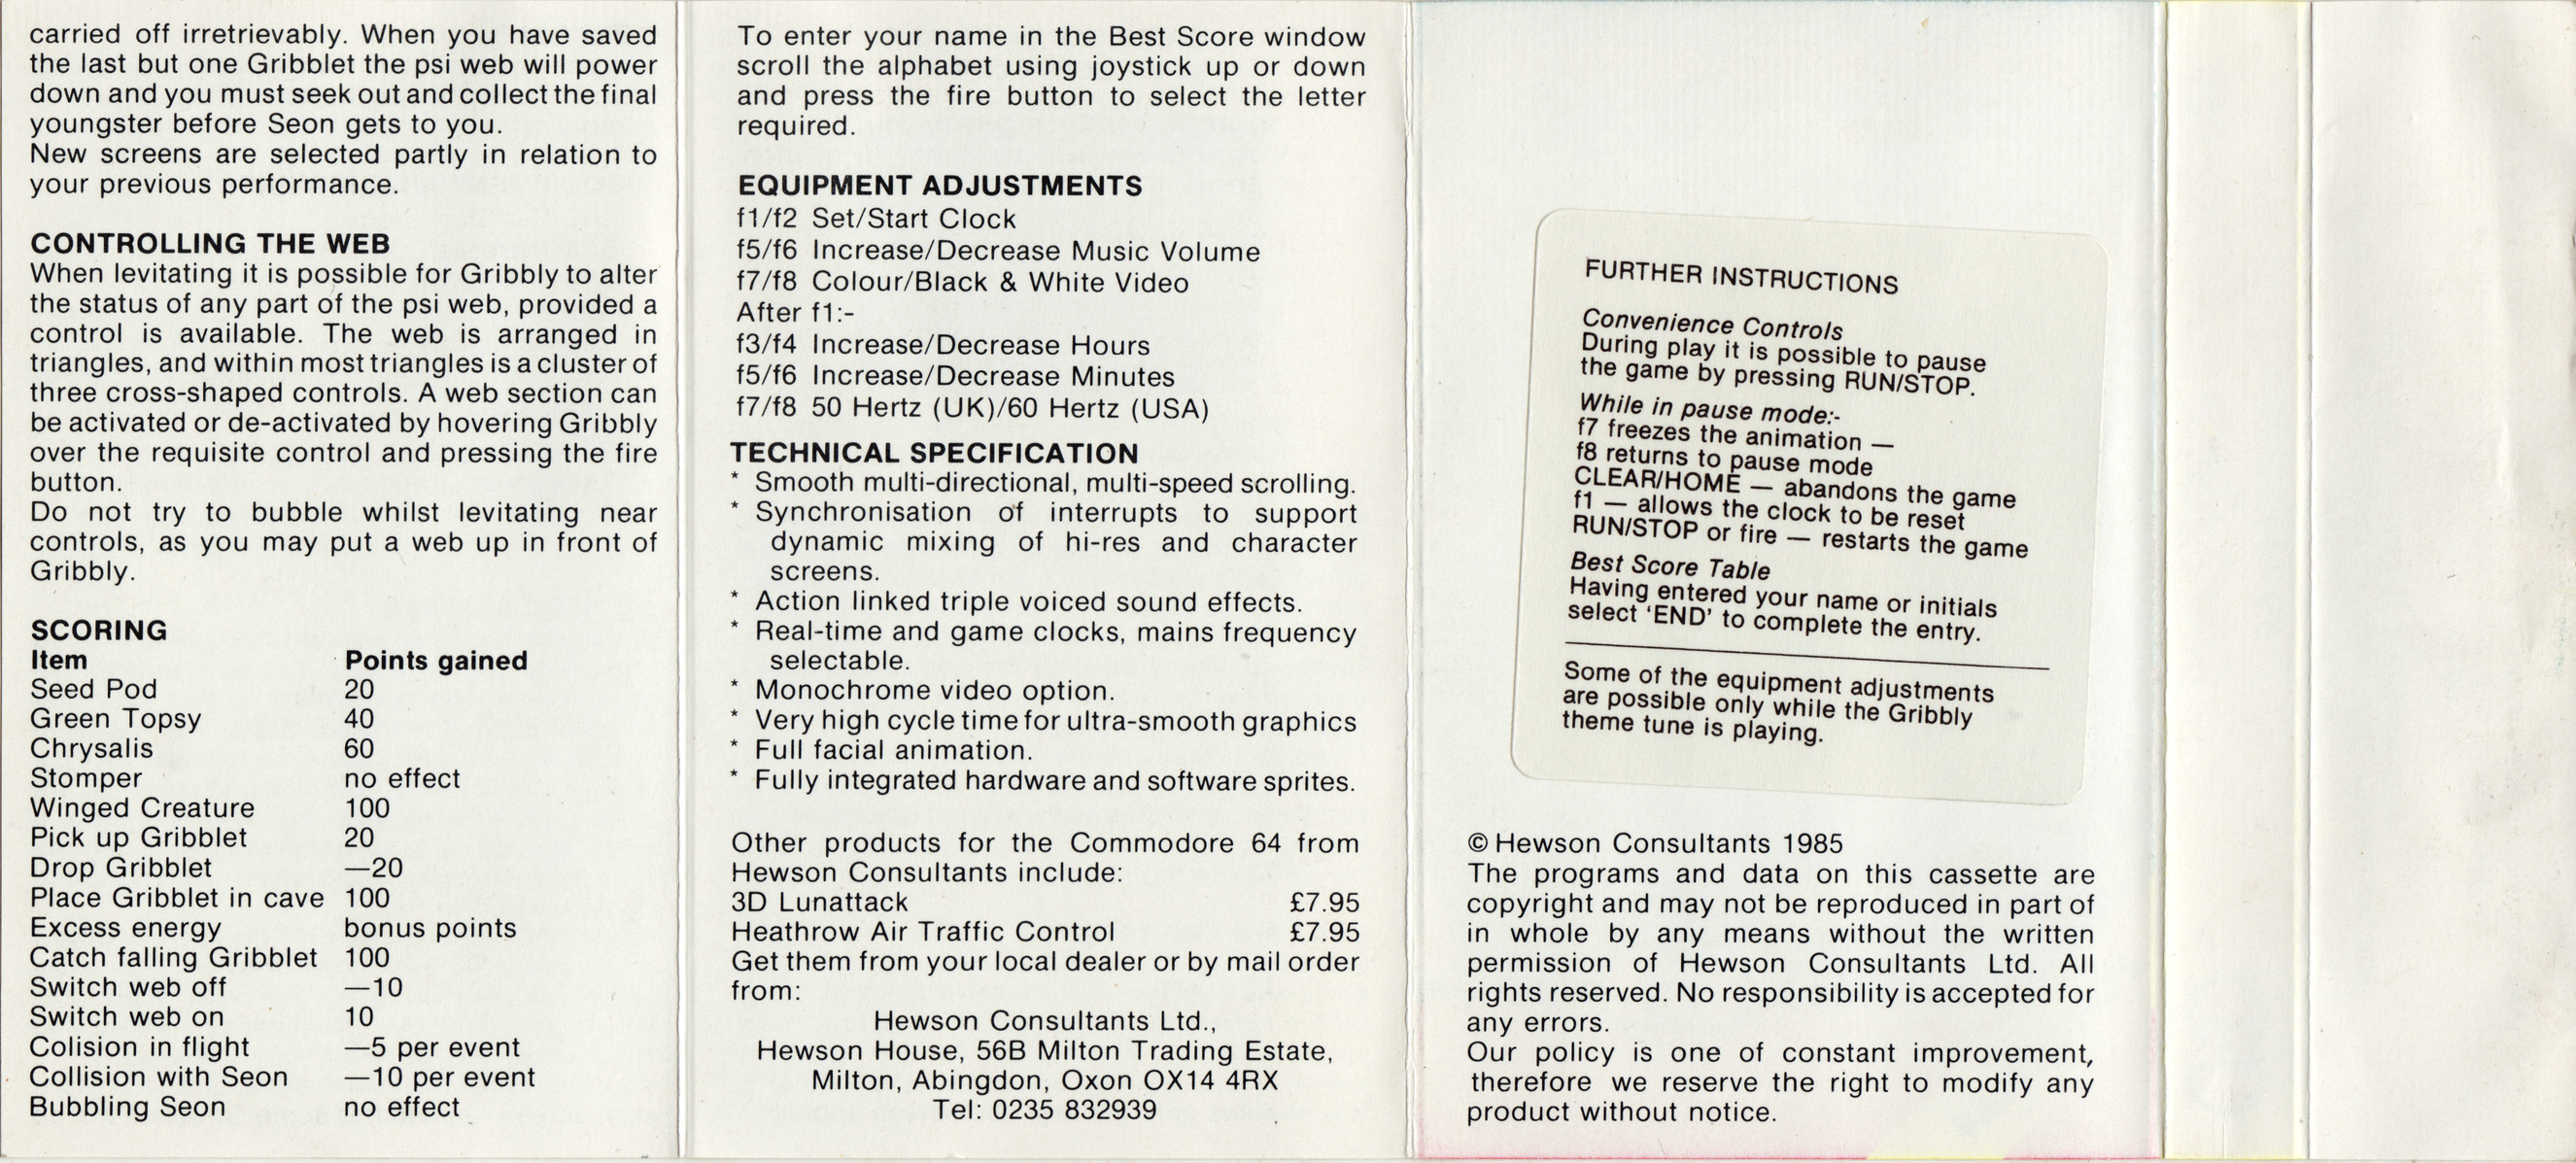 carried off irretrievably. When you have saved
the last but one Gribblet the psi web will power
down and you must seek out and collect the final
youngster before Seon gets to you.
New screens are selected partly in relation to
your previous performance.
CONTROLLING THE WEB
When levitating it is possible for Gribbly to alter
the status of any part of the psi web, provided a
control is available. The web is arranged in
triangles, and within most triangles is a cluster of
three cross-shaped controls. A web section can
be activated or de-activated by hovering Gribbly
over the requisite control and pressing the fire
button.
Do not try to bubble whilst levitating near
controls, as you may put a web up in front of
Gribbly.
SCORING
Item Points gained
Seed Pod 20
Green Topsy 40
Chrysalis 60
Stomper no effect
Winged Creature 100
Pick up Gribblet 20
Drop Gribblet —20
Place Gribblet in cave 100
Excess energy bonus points
Catch falling Gribblet 100
Switch web off —10
Switch web on 10
Colision in flight —5 per event
Collision with Seon —10 per event
Bubbling Seon no effect
To enter your name in the Best Score window
scroll the alphabet using joystick up or down
and press the fire button to select the letter
required.
EQUIPMENT ADJUSTMENTS
f1/f2 Set/Start Clock
f5/f6 Increase/Decrease Music Volume
f7/f8 Colour/Black & White Video
After f1:-
f3/f4 Increase/Decrease Hours
f5/f6 Increase/Decrease Minutes
f7/f8 50 Hertz (UK)/60 Hertz (USA)
TECHNICAL SPECIFICATION
* Smooth multi-directional, multi-speed scrolling.
* Synchronisation of interrupts to support
dynamic mixing of hi-res and character
screens.
* Action linked triple voiced sound effects.
* Real-time and game clocks, mains frequency
selectable.
* Monochrome video option.
* Very high cycle time for ultra-smooth graphics
* Full facial animation.
* Fully integrated hardware and software sprites.
Other products for the Commodore 64 from
Hewson Consultants include:
3D Lunattack £7.95
Heathrow Air Traffic Control £7.95
Get them from your local dealer or by mail order
from:
Hewson Consultants Ltd.,
Hewson House, 56B Milton Trading Estate,
Milton, Abingdon, Oxon OX14 4RX
Tel: 0235 832939
FURTHER INSTRUCTIONS
Convenience Controls
During play it is possible to pause
the game by pressing RUN/STOP.
While in pause mode:-
f7 freezes the animation —
f8 returns to pause mode
CLEAR/HOME — abandons the game
f1 — allows the clock to be reset
RUN/STOP or fire — restarts the game
Best Score Table
Having entered your name or initials
select ‘END’ to complete the entry.
Some of the equipment adjustments
are possible only while the Gribbly
theme tune is playing.
© Hewson Consultants 1985
The programs and data on this cassette are
copyright and may not be reproduced in part of
in whole by any means without the written
permission of Hewson Consultants Ltd. All
rights reserved. No responsibility is accepted for
any errors.
Our policy is one of constant improvement,
therefore we reserve the right to modify any
product without notice.